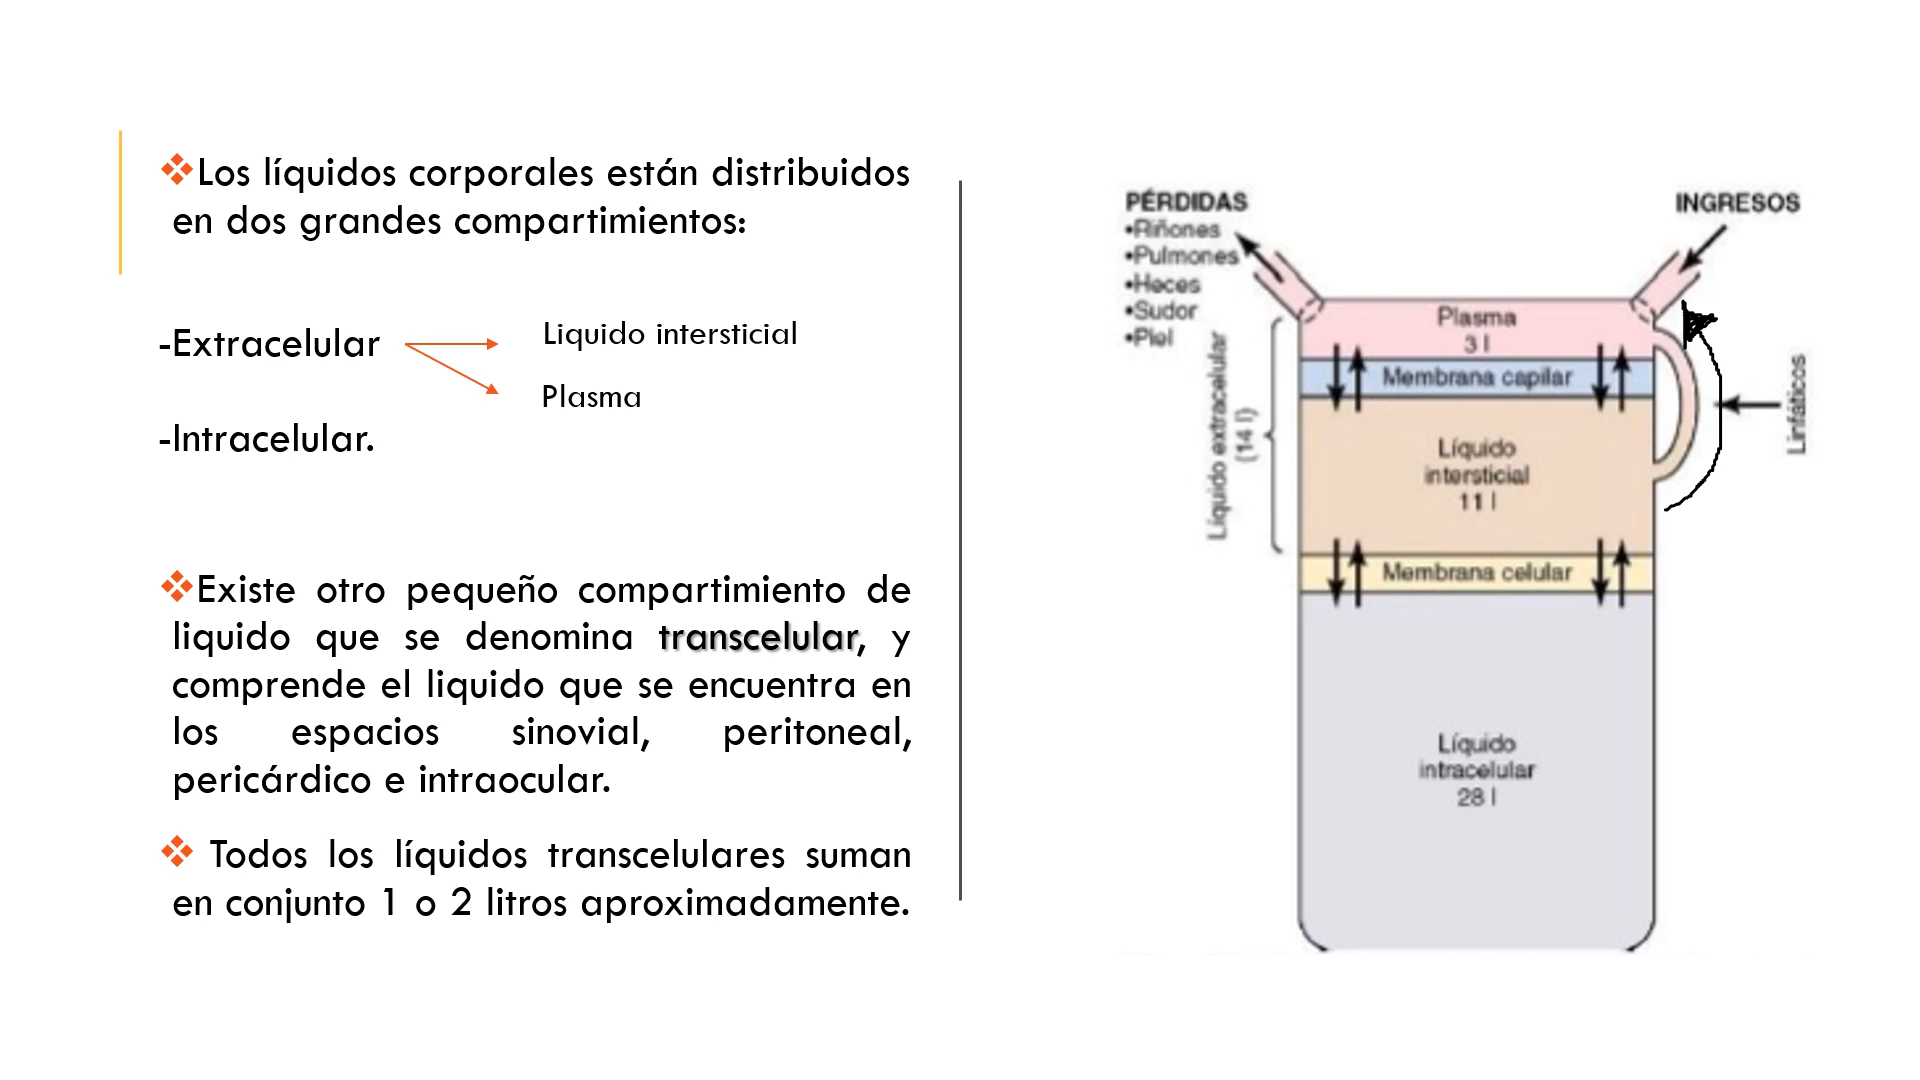 Los líquidos corporales están distribuidos
en dos grandes compartimientos:
-Extracelular
Liquido intersticial
Plasma
-Intracelular.
Existe otro pequeño compartimiento de
liquido que se denomina transcelular, y
comprende el liquido que se encuentra en
los espacios sinovial, peritoneal,
pericárdico e intraocular.
Todos los líquidos transcelulares suman
en conjunto 1 o 2 litros aproximadamente.
PÉRDIDAS
•Riñones
•Pulmones
•Heces
•Sudor
•Piel
INGRESOS
Plasma
3 l
Membrana capilar
Líquido extracelular
(14 l)
Líquido
intersticial
11 l
Linfáticos
Membrana celular
Líquido
intracelular
28 l